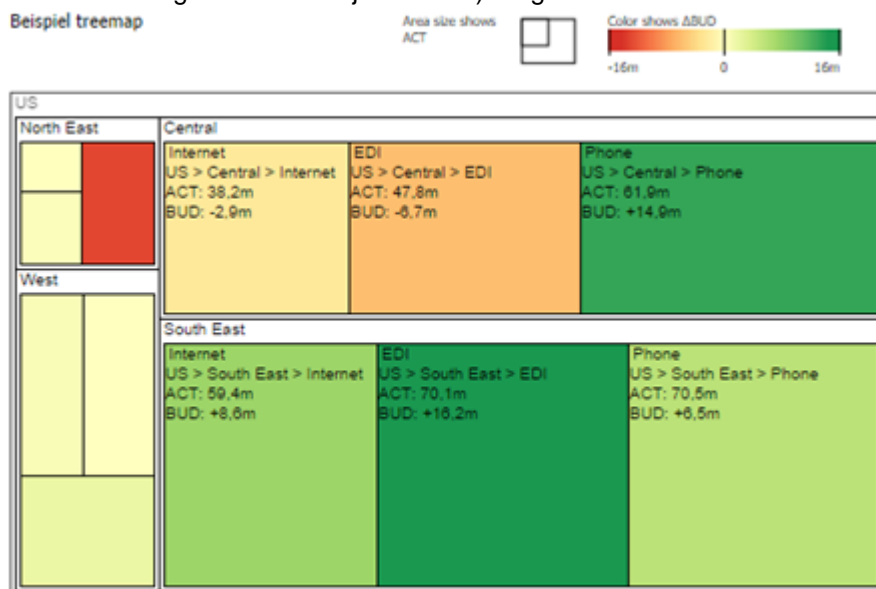 Beispiel treemap
Area size shows
ACT
Color shows ΔBUD
-16m 0 16m
US
North East
Central
Internet
US > Central > Internet
ACT: 38,2m
BUD: -2,9m
EDI
US > Central > EDI
ACT: 47,8m
BUD: -6,7m
Phone
US > Central > Phone
ACT: 61,9m
BUD: +14,9m
West
South East
Internet
US > South East > Internet
ACT: 59,4m
BUD: +8,6m
EDI
US > South East > EDI
ACT: 70,1m
BUD: +16,2m
Phone
US > South East > Phone
ACT: 70,5m
BUD: +6,5m